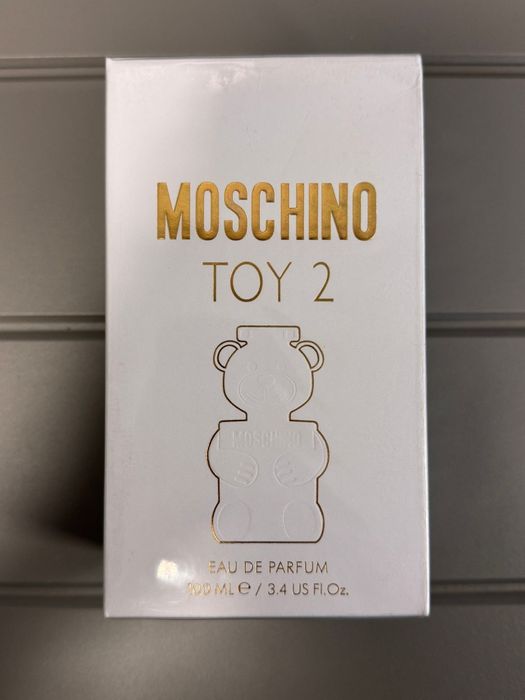 MOSCHINO
TOY 2
MOSCHINO
EAU DE PARFUM
100 ML ℮ / 3.4 US Fl.Oz.